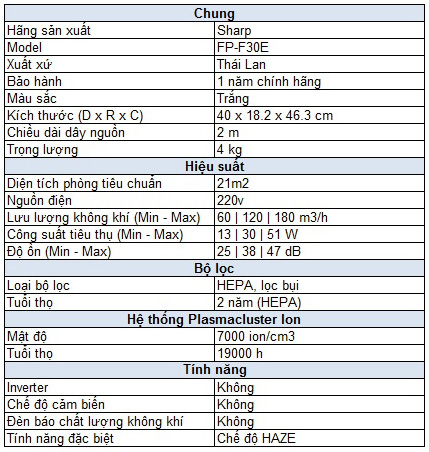 Chung
Hãng sản xuất Sharp
Model FP-F30E
Xuất xứ Thái Lan
Bảo hành 1 năm chính hãng
Màu sắc Trắng
Kích thước (D x R x C) 40 x 18.2 x 46.3 cm
Chiều dài dây nguồn 2 m
Trọng lượng 4 kg
Hiệu suất
Diện tích phòng tiêu chuẩn 21m2
Nguồn điện 220v
Lưu lượng không khí (Min - Max) 60 | 120 | 180 m3/h
Công suất tiêu thụ (Min - Max) 13 | 30 | 51 W
Độ ồn (Min - Max) 25 | 38 | 47 dB
Bộ lọc
Loại bộ lọc HEPA, lọc bụi
Tuổi thọ 2 năm (HEPA)
Hệ thống Plasmacluster Ion
Mật độ 7000 ion/cm3
Tuổi thọ 19000 h
Tính năng
Inverter Không
Chế độ cảm biến Không
Đèn báo chất lượng không khí Không
Tính năng đặc biệt Chế độ HAZE